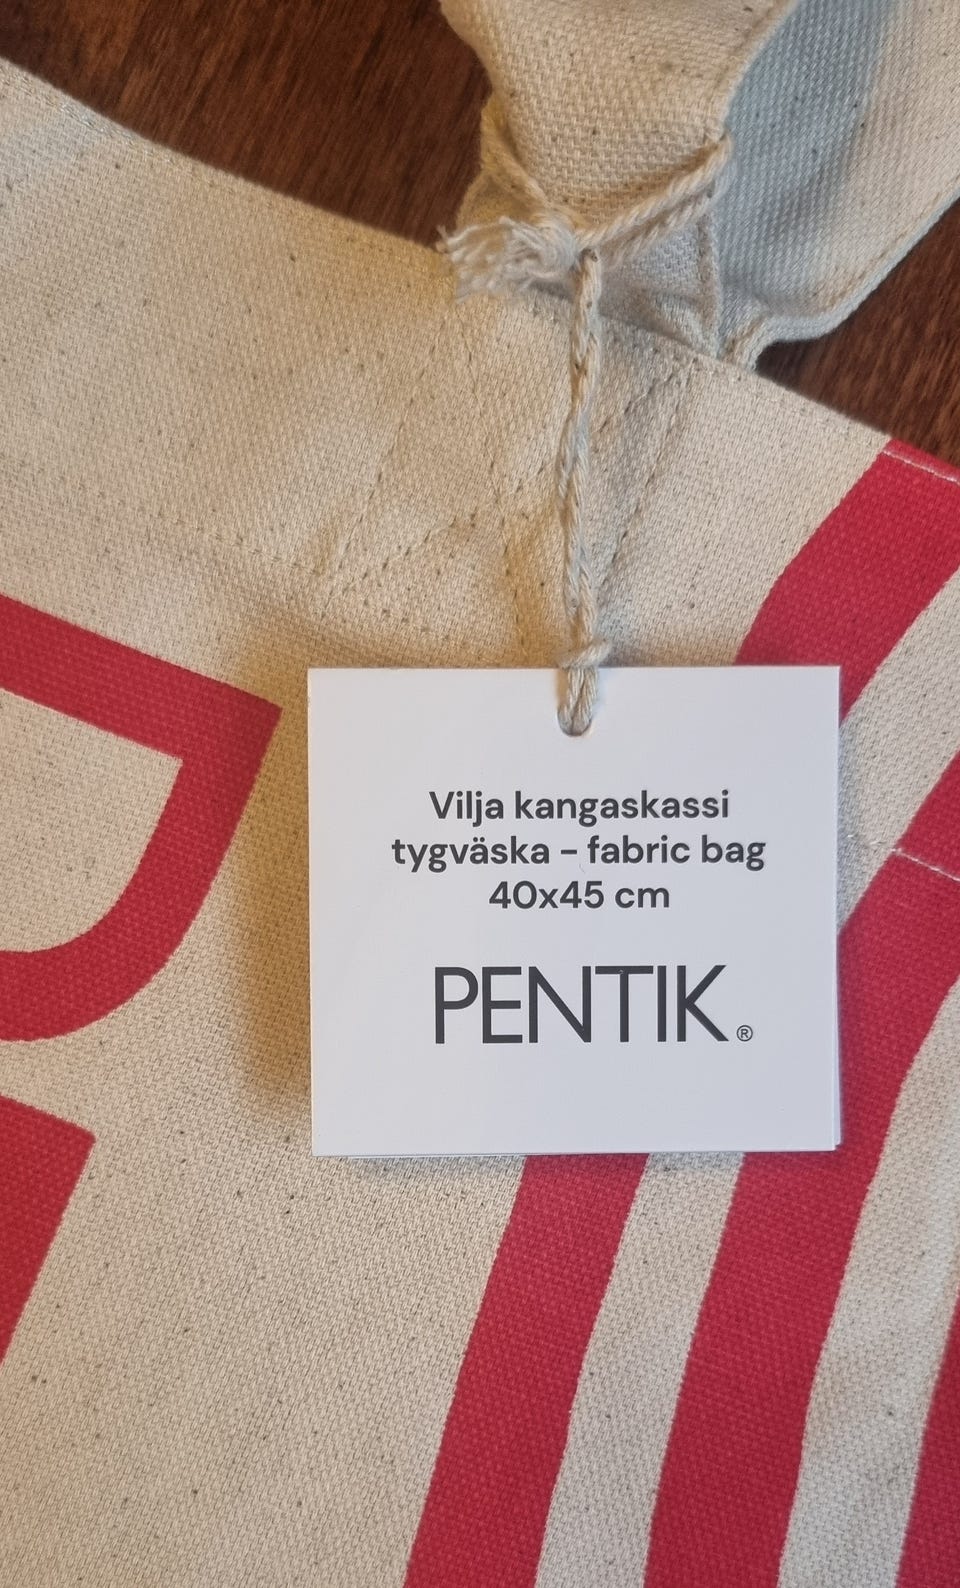 Vilja kangaskassi
tygväska – fabric bag
40x45 cm
PENTIK®